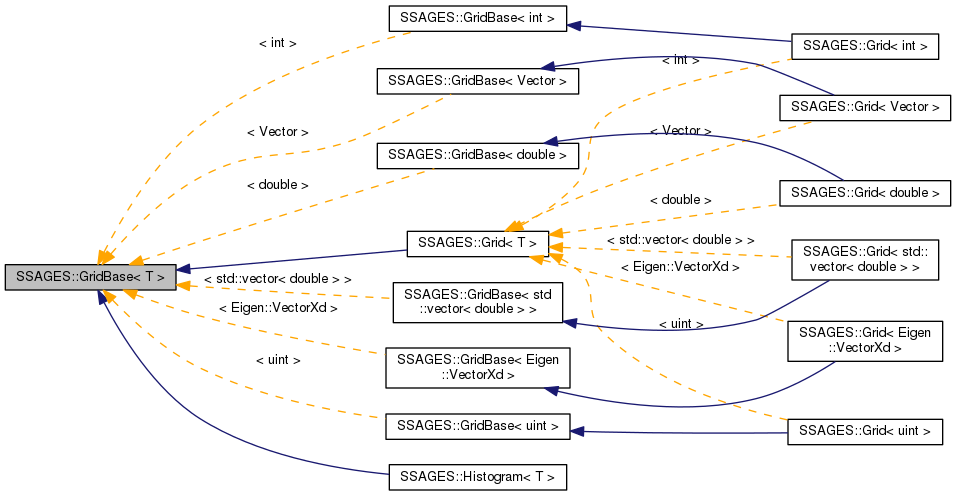 SSAGES::GridBase< int >
< int >
SSAGES::Grid< int >
< int >
SSAGES::GridBase< Vector >
SSAGES::Grid< Vector >
< Vector >
< Vector >
SSAGES::GridBase< double >
< double >
SSAGES::Grid< double >
< double >
SSAGES::Grid< T >
< std::vector< double > >
SSAGES::Grid< std::
vector< double > >
< Eigen::VectorXd >
SSAGES::GridBase< T >
< std::vector< double > >
SSAGES::GridBase< std
::vector< double > >
< Eigen::VectorXd >
< uint >
SSAGES::Grid< Eigen
::VectorXd >
< uint >
SSAGES::GridBase< Eigen
::VectorXd >
SSAGES::GridBase< uint >
SSAGES::Grid< uint >
SSAGES::Histogram< T >